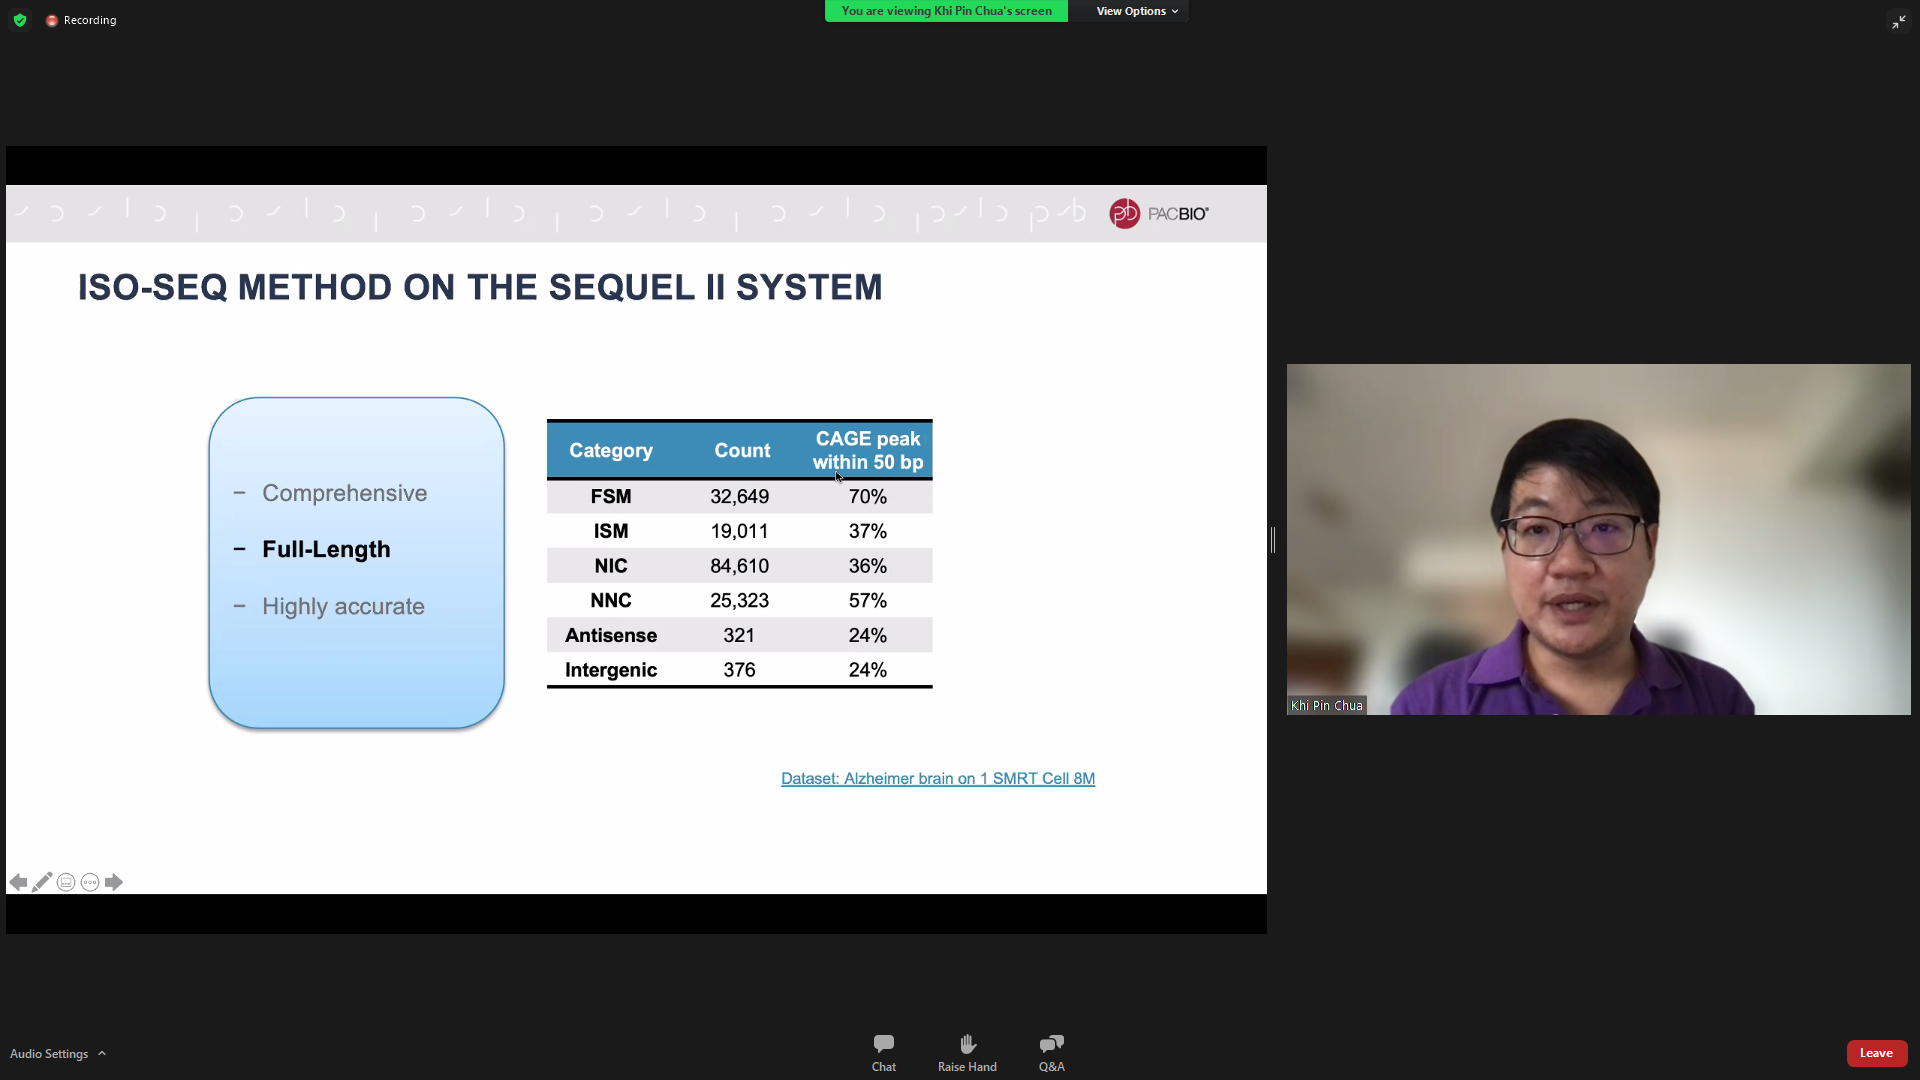 Recording
You are viewing Khi Pin Chua's screen
View Options
PACBIO®
ISO-SEQ METHOD ON THE SEQUEL II SYSTEM
– Comprehensive
– Full-Length
– Highly accurate
Category Count CAGE peak within 50 bp
FSM 32,649 70%
ISM 19,011 37%
NIC 84,610 36%
NNC 25,323 57%
Antisense 321 24%
Intergenic 376 24%
Dataset: Alzheimer brain on 1 SMRT Cell 8M
Khi Pin Chua
Audio Settings
Chat
Raise Hand
Q&A
Leave